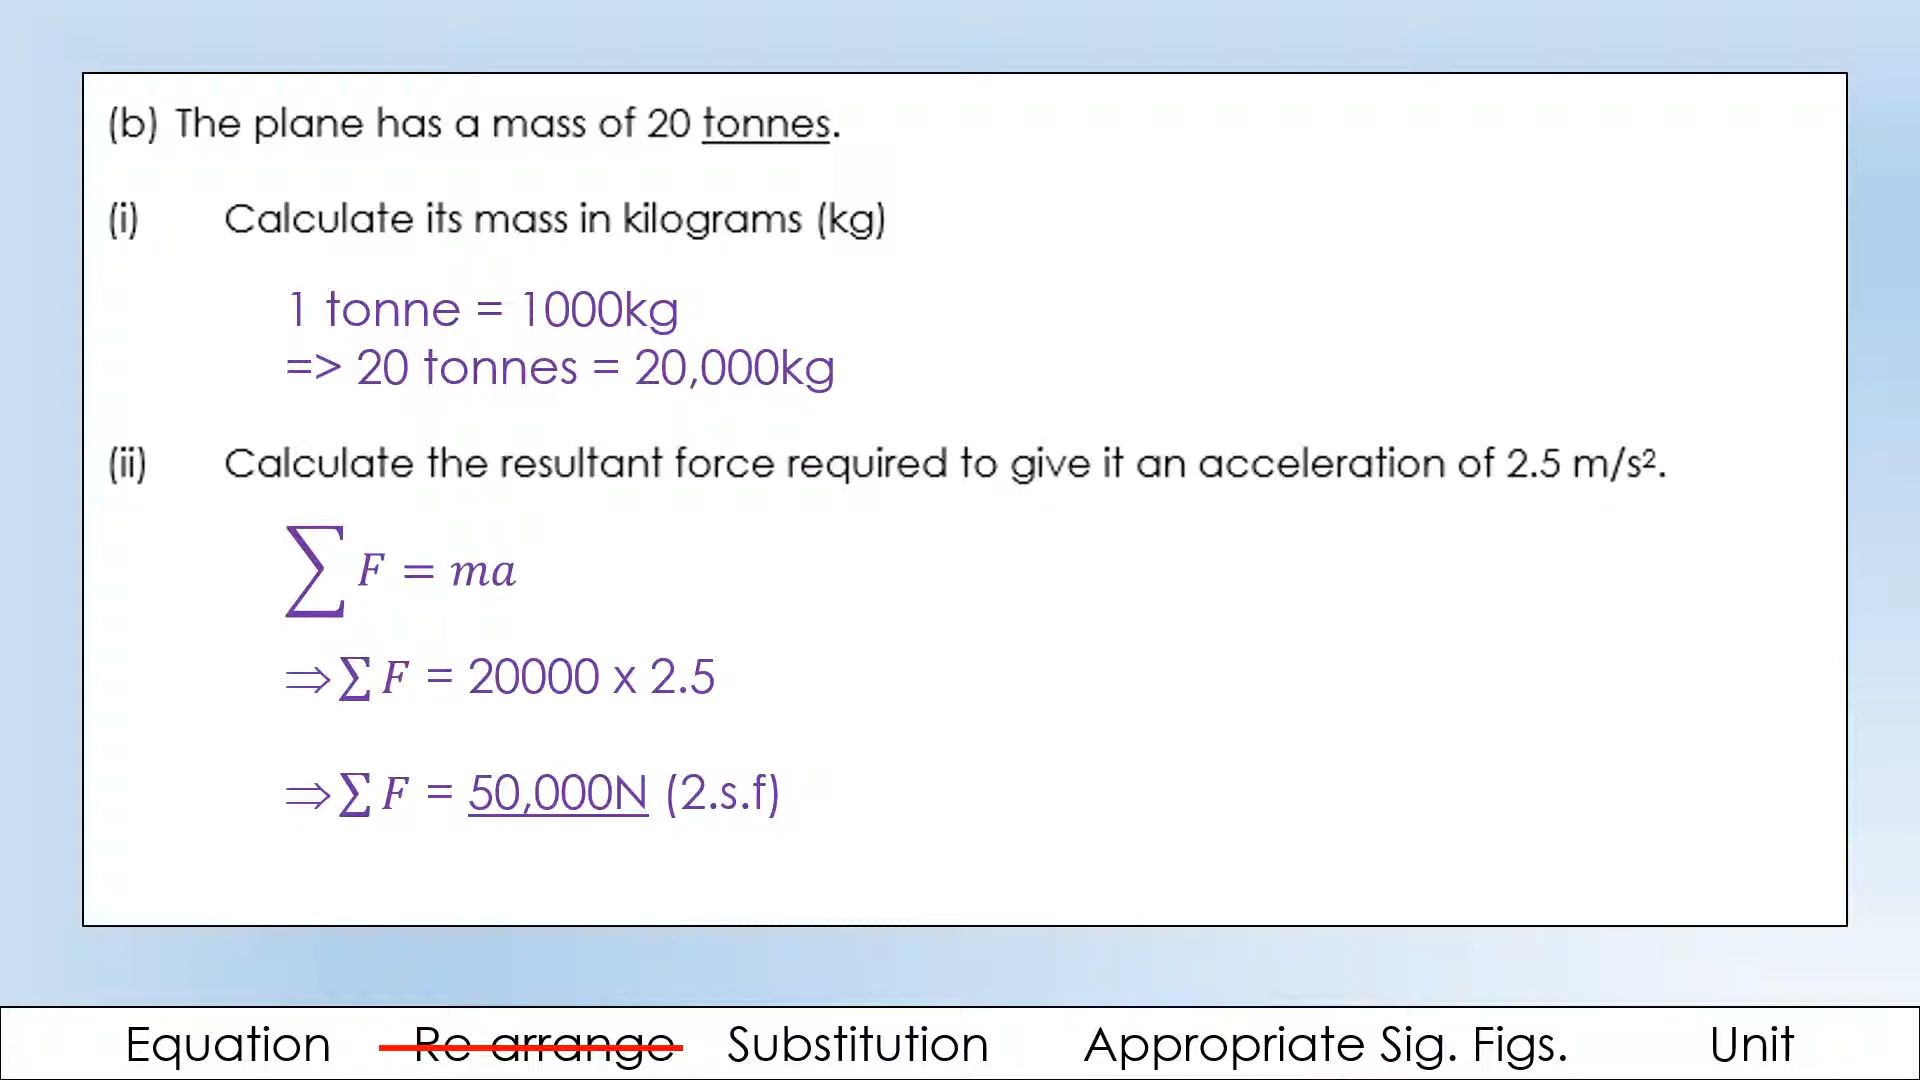 (b) The plane has a mass of 20 tonnes.
(i) Calculate its mass in kilograms (kg)
1 tonne = 1000kg
=> 20 tonnes = 20,000kg
(ii) Calculate the resultant force required to give it an acceleration of 2.5 m/s².
∑ F = ma
⇒∑ F = 20000 x 2.5
⇒∑ F = 50,000N (2.s.f)
Equation Re-arrange Substitution Appropriate Sig. Figs. Unit